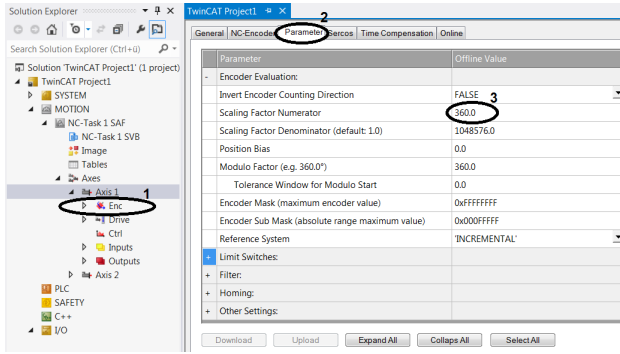 Solution Explorer
Search Solution Explorer (Ctrl+ü)
Solution 'TwinCAT Project1' (1 project)
TwinCAT Project1
SYSTEM
MOTION
NC-Task 1 SAF
NC-Task 1 SVB
Image
Tables
Axes
Axis 1
1
Enc
Drive
Ctrl
Inputs
Outputs
Axis 2
PLC
SAFETY
C++
I/O
TwinCAT Project1
2
General NC-Encoder Parameter Sercos Time Compensation Online
Parameter Offline Value
- Encoder Evaluation:
Invert Encoder Counting Direction FALSE
3
Scaling Factor Numerator 360.0
Scaling Factor Denominator (default: 1.0) 1048576.0
Position Bias 0.0
Modulo Factor (e.g. 360.0°) 360.0
Tolerance Window for Modulo Start 0.0
Encoder Mask (maximum encoder value) 0xFFFFFFFF
Encoder Sub Mask (absolute range maximum value) 0x000FFFFF
Reference System 'INCREMENTAL'
+ Limit Switches:
+ Filter:
+ Homing:
+ Other Settings:
Download Upload Expand All Collaps All Select All